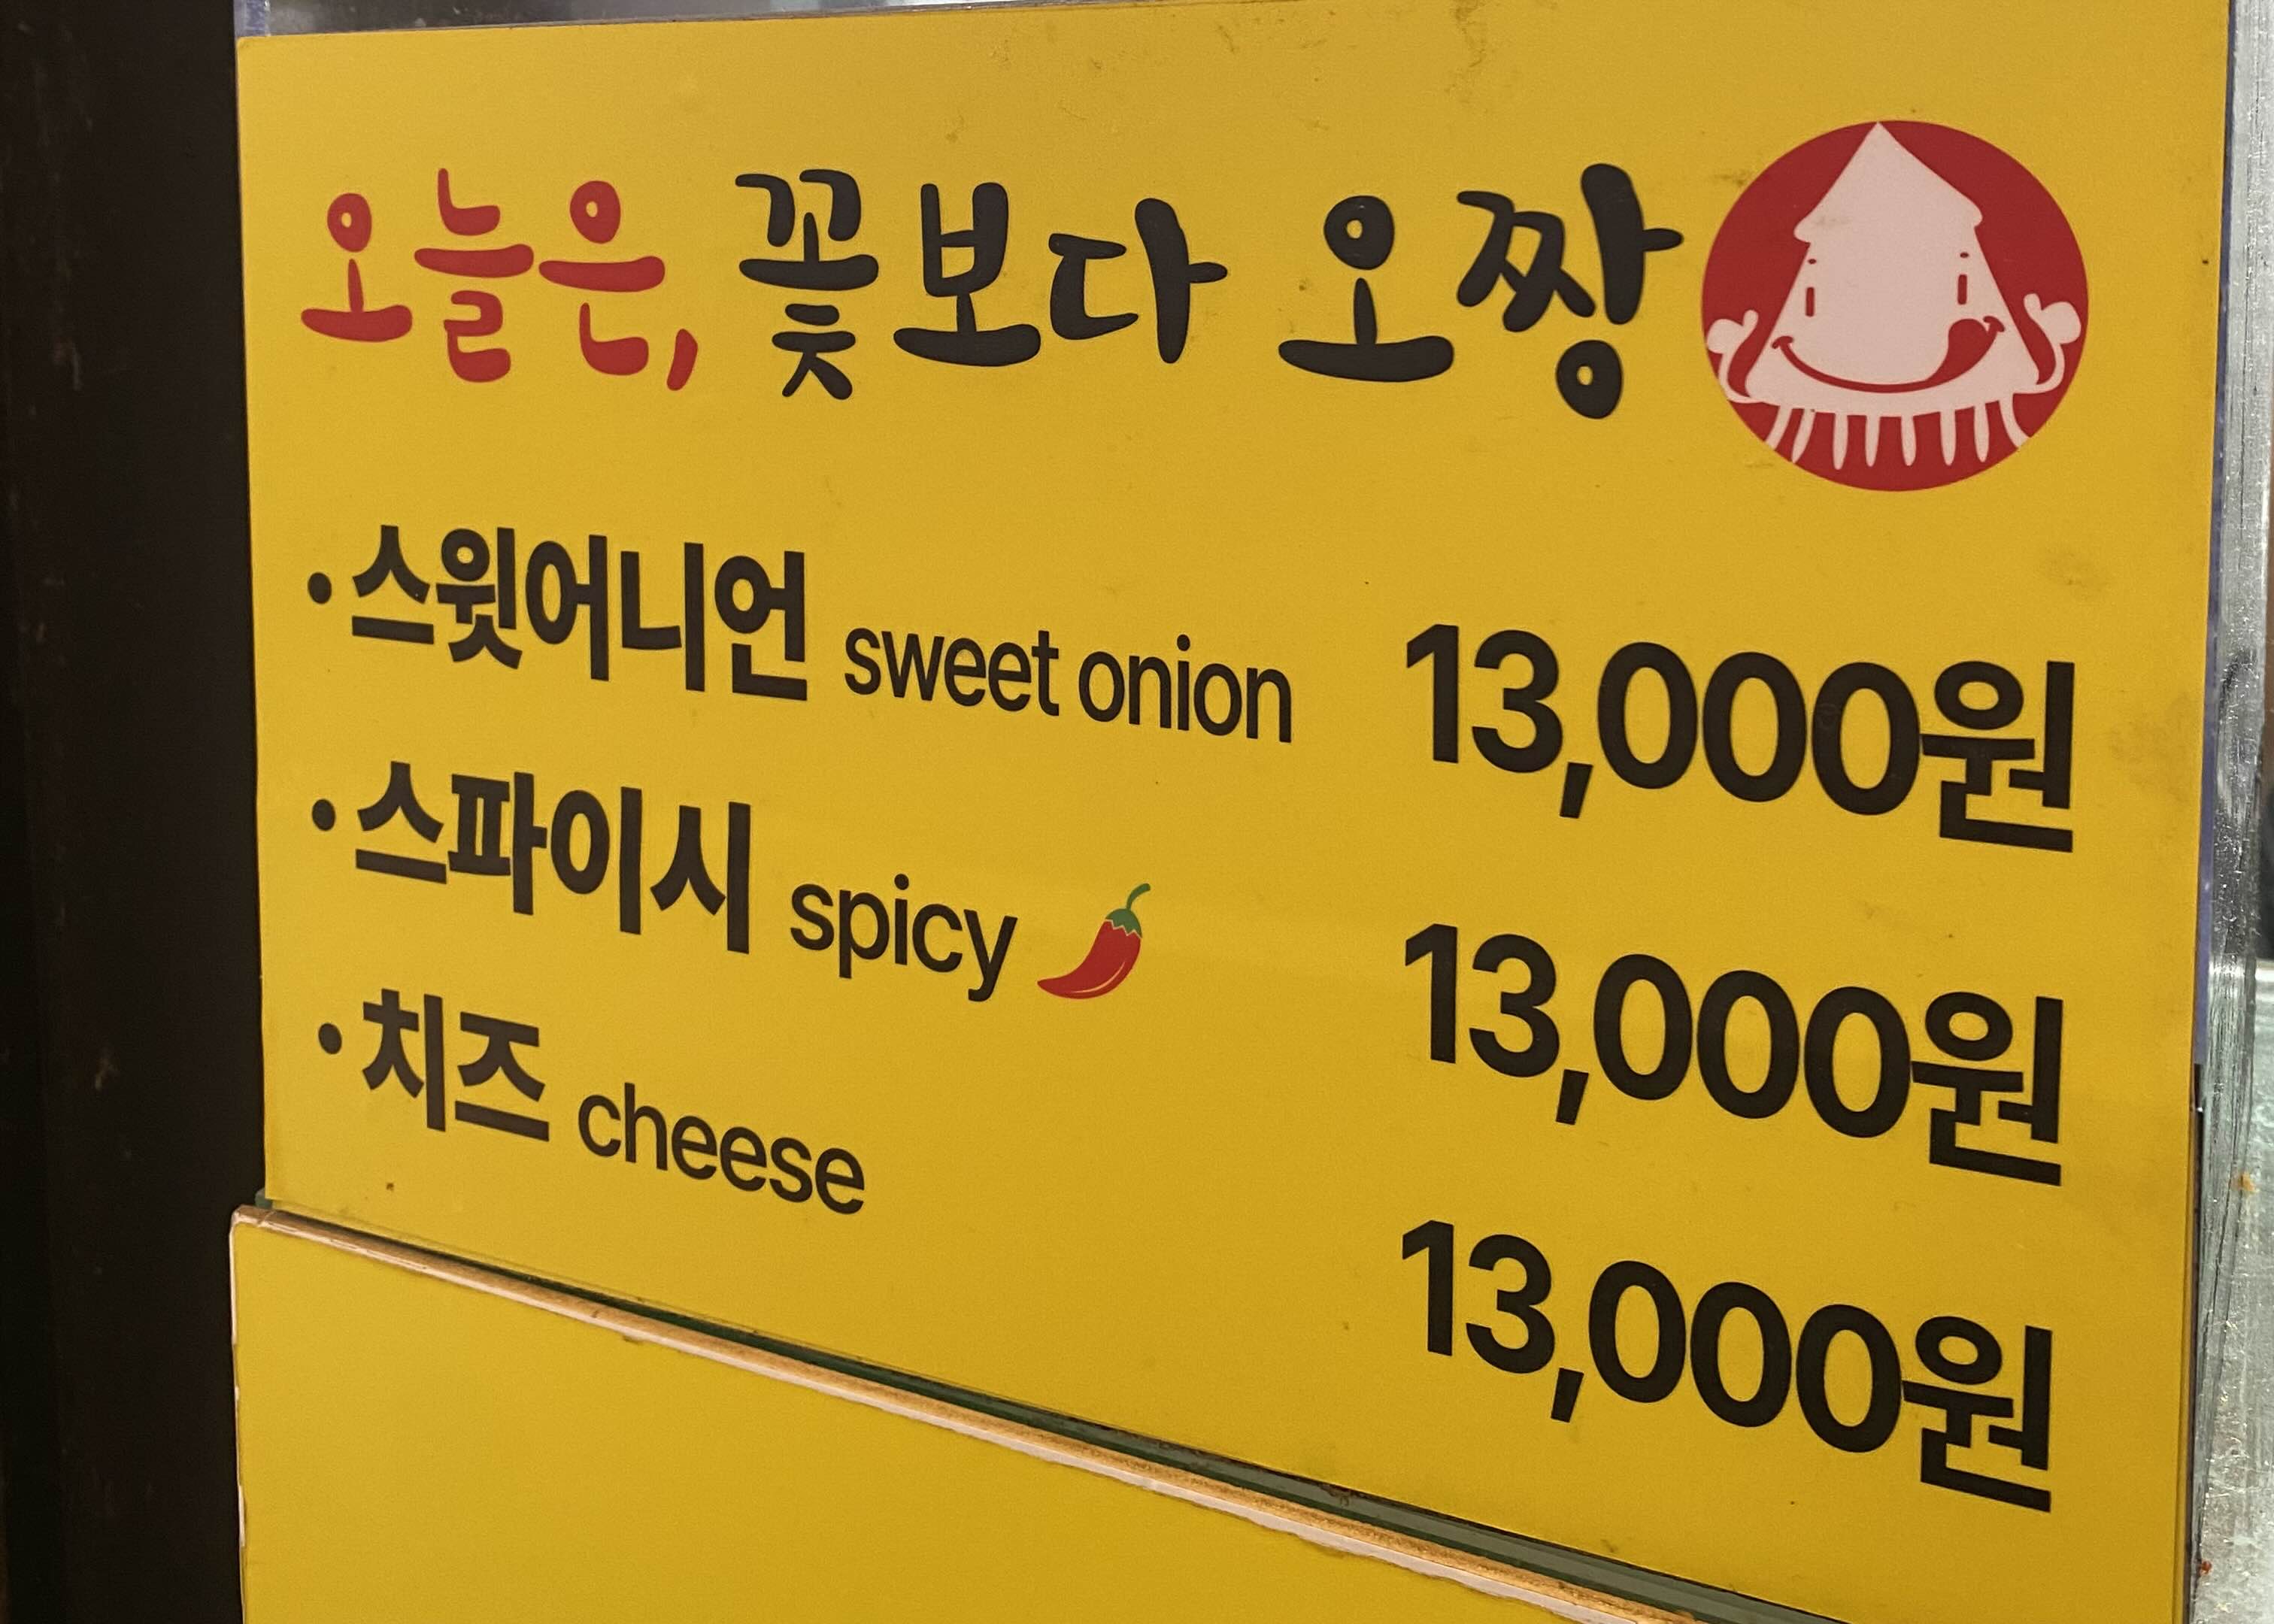 오늘은, 꽃보다 오짱
• 스윗어니언 sweet onion 13,000원
• 스파이시 spicy 13,000원
• 치즈 cheese 13,000원